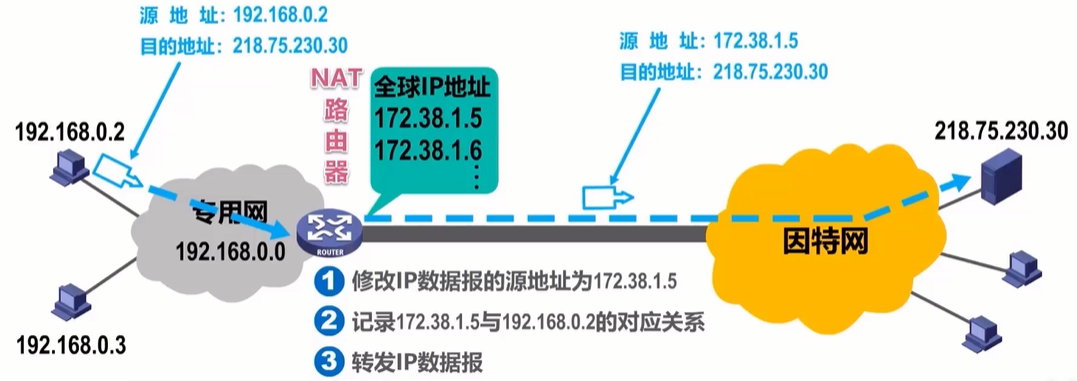 源 地 址：192.168.0.2
目的地址：218.75.230.30
源 地 址：172.38.1.5
目的地址：218.75.230.30
NAT
路
由
器
全球IP地址
172.38.1.5
172.38.1.6
⋮
192.168.0.2
218.75.230.30
专用网
192.168.0.0
ROUTER
因特网
192.168.0.3
1 修改IP数据报的源地址为172.38.1.5
2 记录172.38.1.5与192.168.0.2的对应关系
3 转发IP数据报